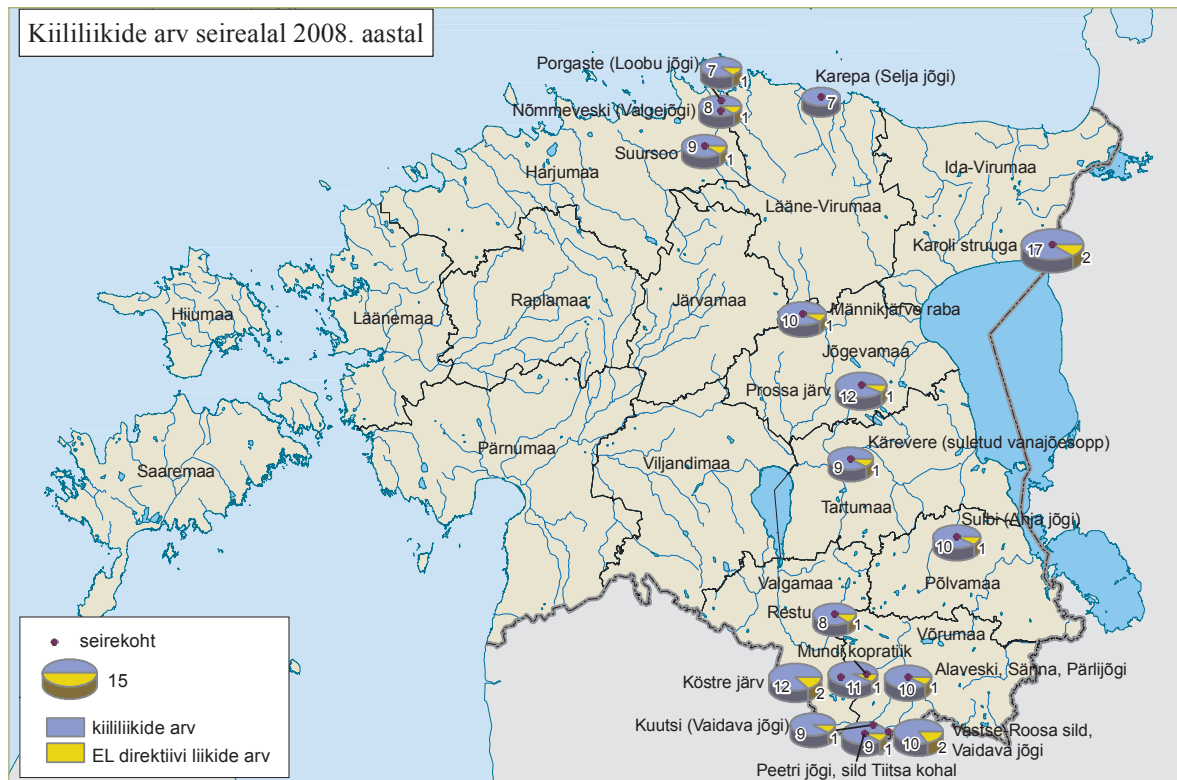 Kiililiikide arv seirealal 2008. aastal
Porgaste (Loobu jõgi)
7
1
Karepa (Selja jõgi)
7
Nõmmeveski (Valgejõgi)
8
1
Suursoo
9
1
Harjumaa
Ida-Virumaa
Lääne-Virumaa
Karoli struuga
17
2
Hiiumaa
Läänemaa
Raplamaa
Järvamaa
Männikjärve raba
10
1
Jõgevamaa
Prossa järv
12
1
Pärnumaa
Kärevere (suletud vanajõesopp)
9
1
Saaremaa
Viljandimaa
Tartumaa
Sulbi (Ahja jõgi)
10
1
Valgamaa
Põlvamaa
Restu
8
1
Võrumaa
Mundi kopratiik
11
1
Alaveski, Sänna, Pärlijõgi
10
1
Köstre järv
12
2
Kuutsi (Vaidava jõgi)
9
1
9
1
10
2
Vastse-Roosa sild,
Vaidava jõgi
Peetri jõgi, sild Tiitsa kohal
seirekoht
15
kiililiikide arv
EL direktiivi liikide arv